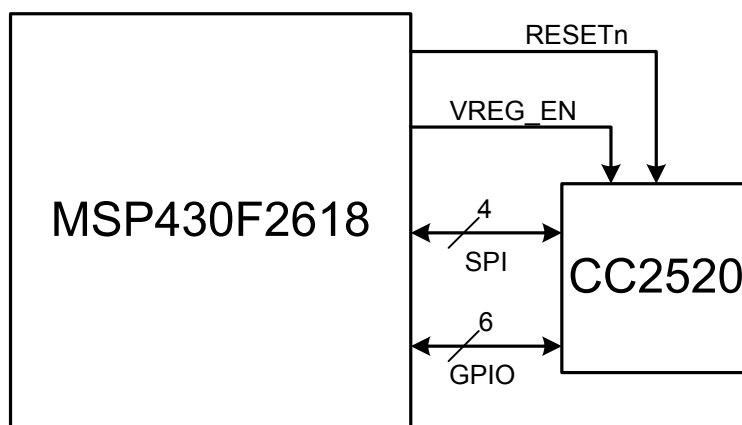 RESETn
VREG_EN
MSP430F2618
4
SPI
CC2520
6
GPIO